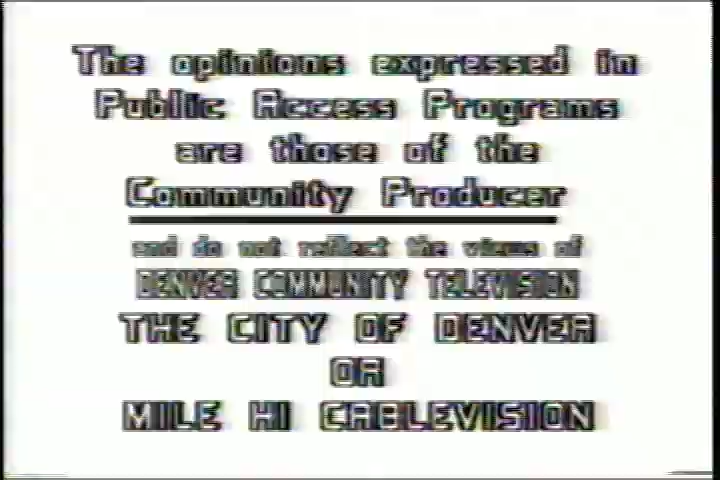 The opinions expressed in
Public Access Programs
are those of the
Community Producer
and do not reflect the views of
DENVER COMMUNITY TELEVISION
THE CITY OF DENVER
OR
MILE HI CABLEVISION